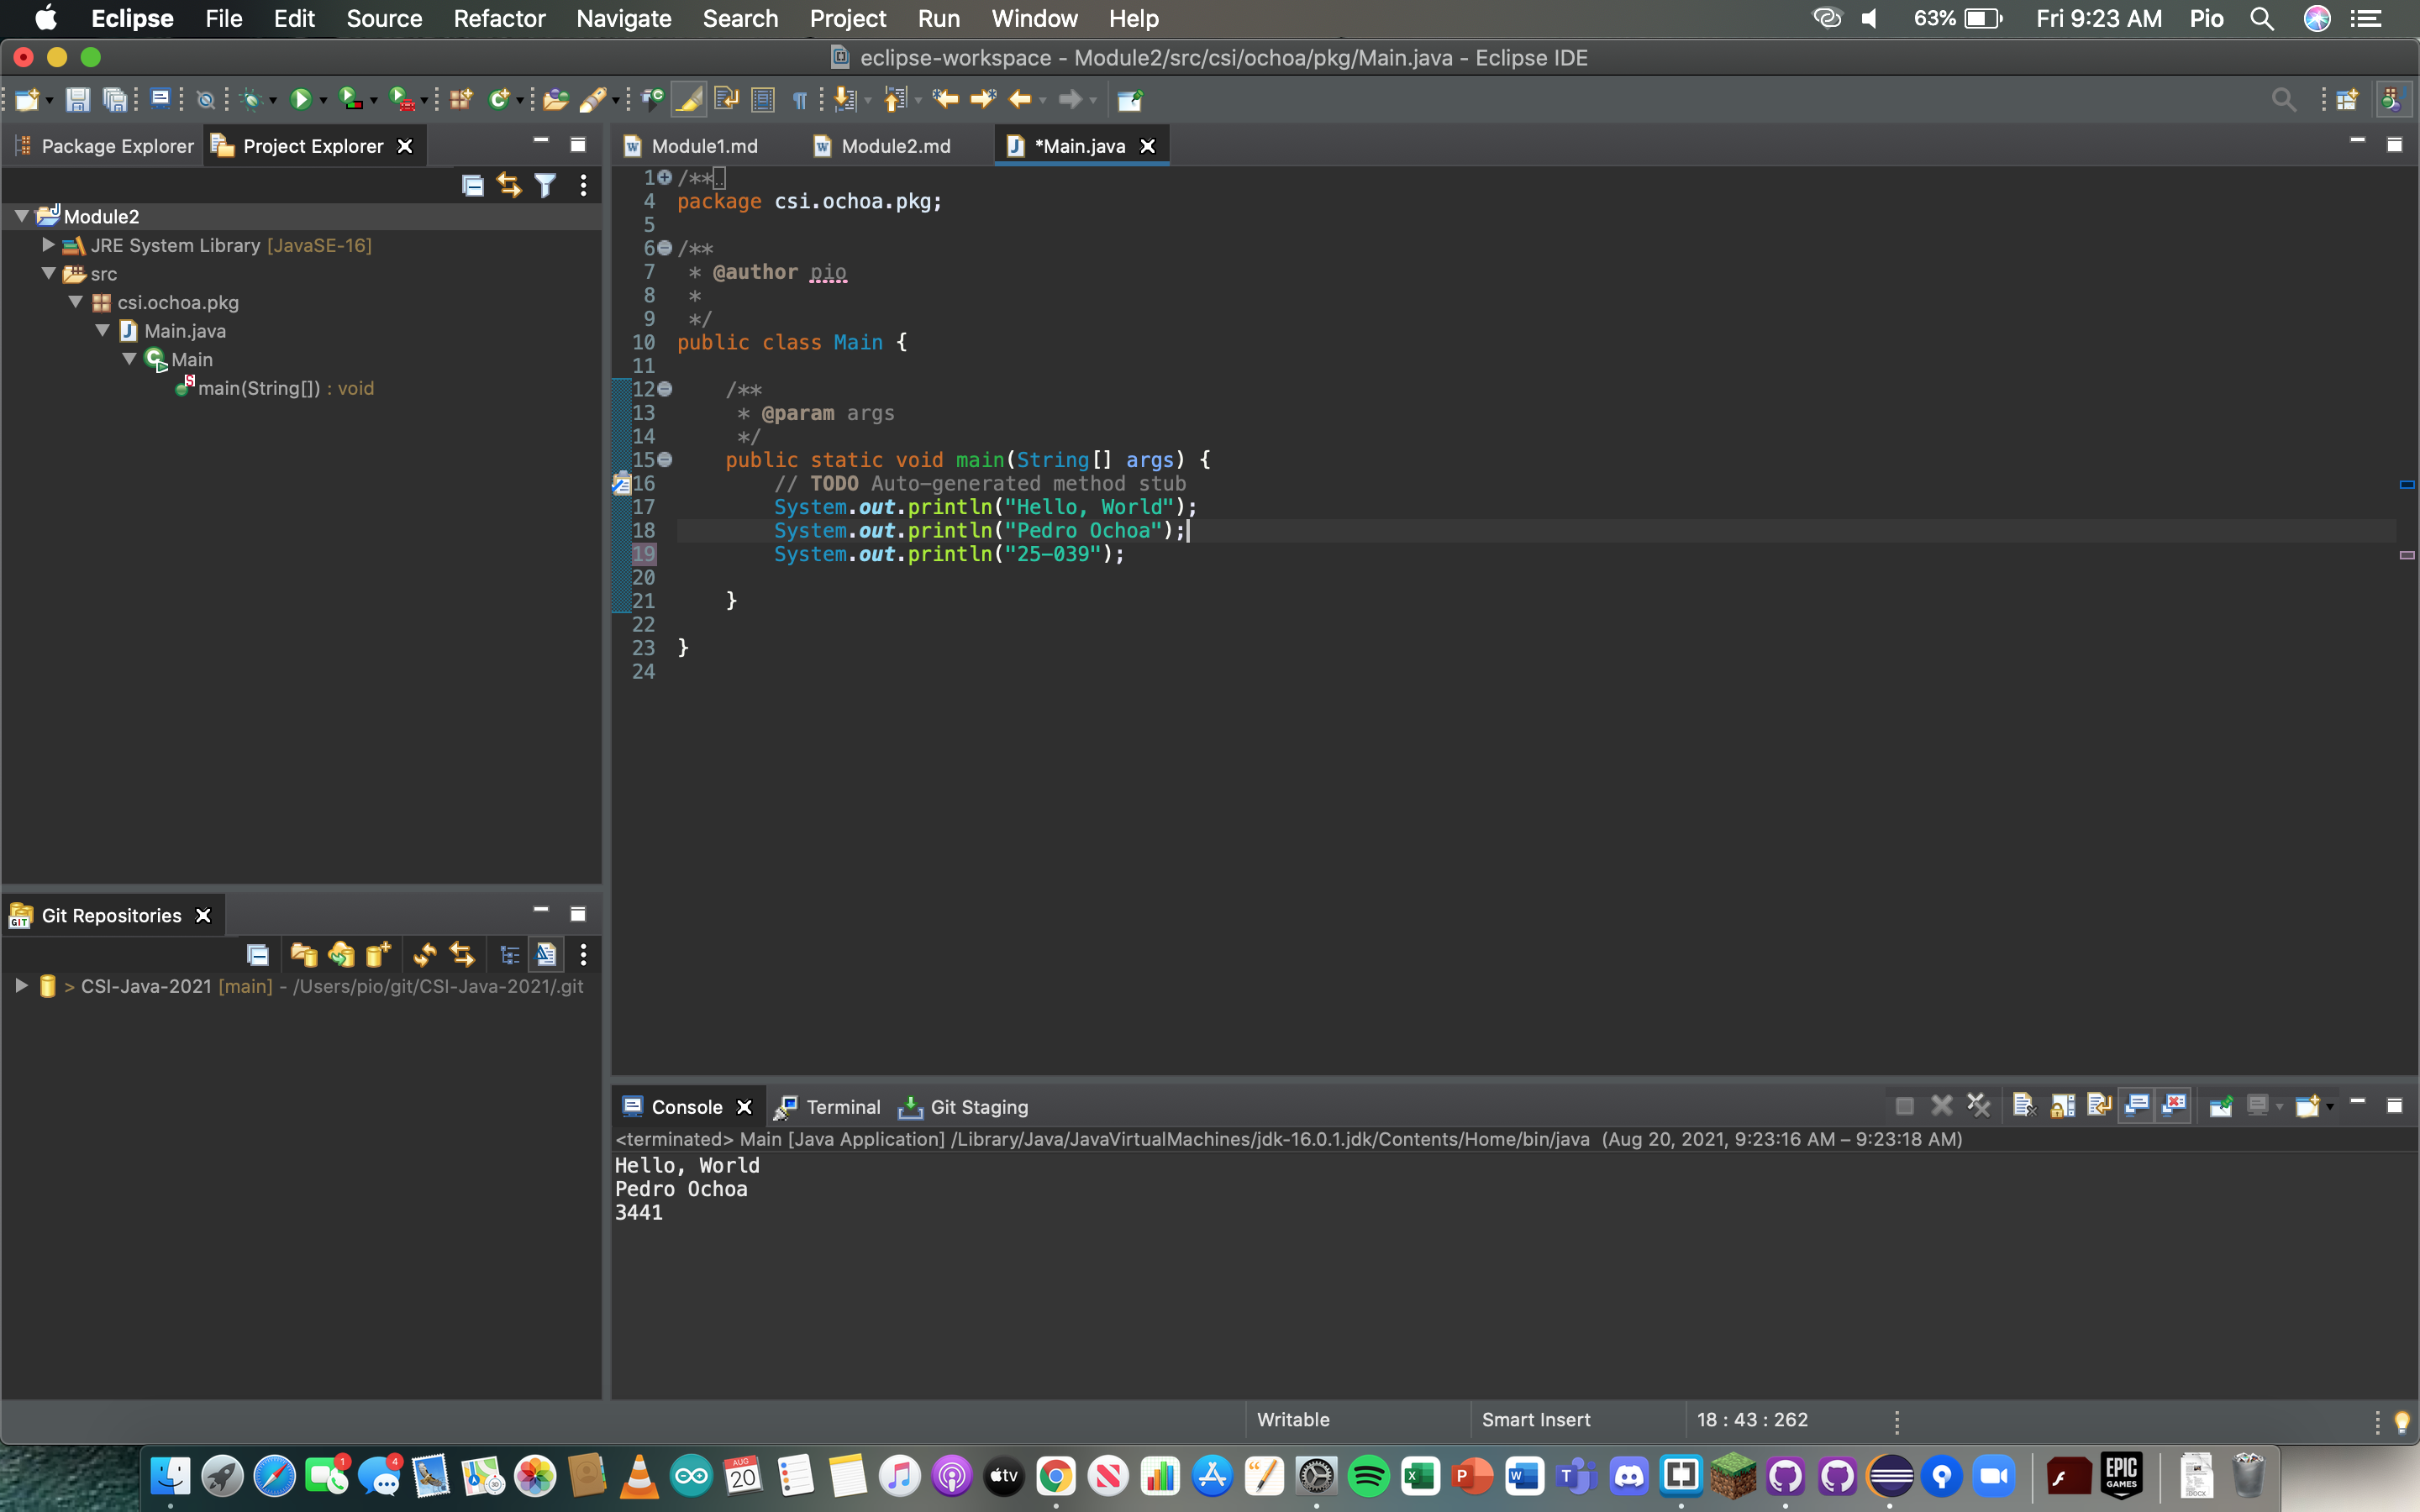 Eclipse File Edit Source Refactor Navigate Search Project Run Window Help 63% Fri 9:23 AM Pio
eclipse-workspace - Module2/src/csi/ochoa/pkg/Main.java - Eclipse IDE
Package Explorer Project Explorer
Module2
JRE System Library [JavaSE-16]
src
csi.ochoa.pkg
Main.java
Main
main(String[]) : void
Module1.md Module2.md *Main.java
1 /**
4 package csi.ochoa.pkg;
5
6 /**
7 * @author pio
8 *
9 */
10 public class Main {
11
12 /**
13 * @param args
14 */
15 public static void main(String[] args) {
16 // TODO Auto-generated method stub
17 System.out.println("Hello, World");
18 System.out.println("Pedro Ochoa");
19 System.out.println("25-039");
20
21 }
22
23 }
24
Git Repositories
> CSI-Java-2021 [main] - /Users/pio/git/CSI-Java-2021/.git
Console Terminal Git Staging
<terminated> Main [Java Application] /Library/Java/JavaVirtualMachines/jdk-16.0.1.jdk/Contents/Home/bin/java (Aug 20, 2021, 9:23:16 AM – 9:23:18 AM)
Hello, World
Pedro Ochoa
3441
Writable Smart Insert 18 : 43 : 262
1 4 AUG 20 tv EPIC GAMES